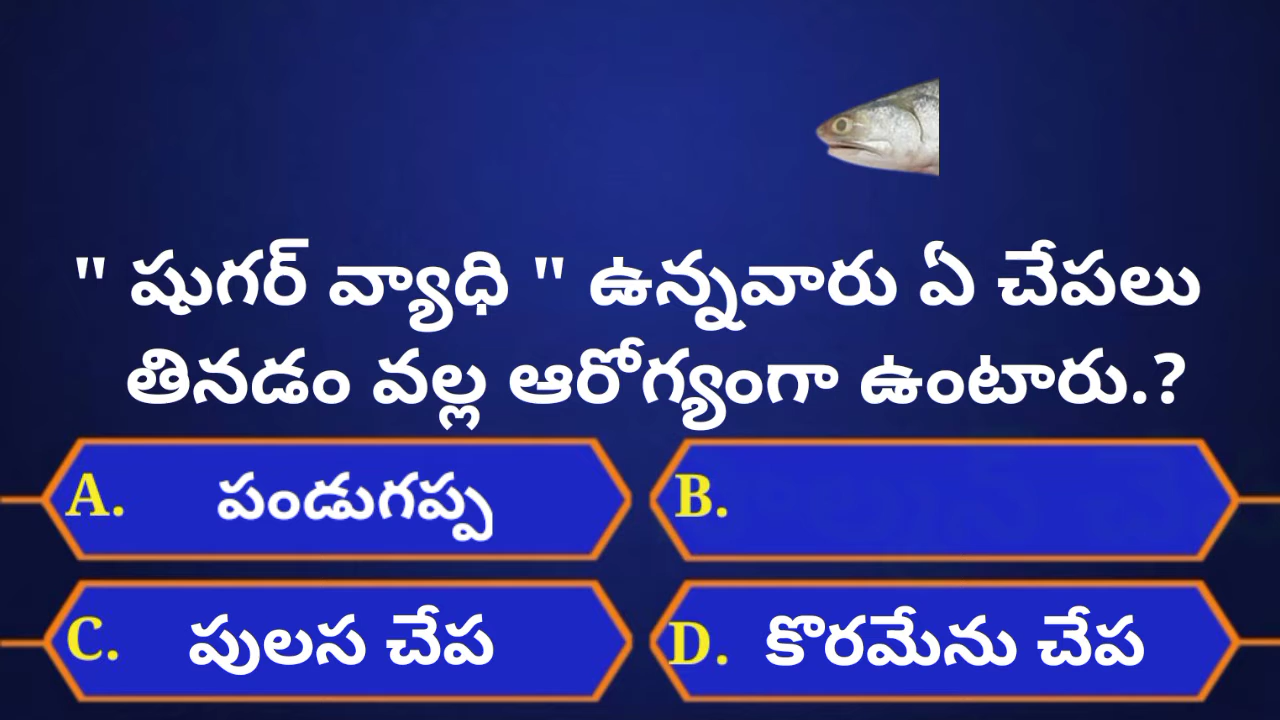 " షుగర్ వ్యాధి " ఉన్నవారు ఏ చేపలు
తినడం వల్ల ఆరోగ్యంగా ఉంటారు.?
A. పండుగప్ప
B.
C. పులస చేప
D. కొరమేను చేప